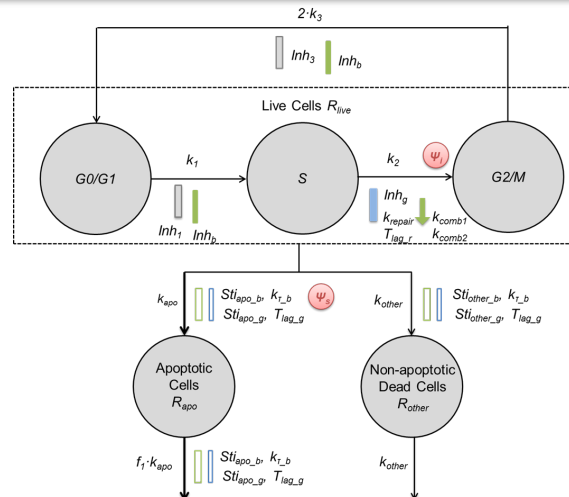 2·k3
Inh3
Inhb
Live Cells Rlive
G0/G1
k1
S
k2
Ψi
G2/M
Inh1
Inhb
Inhg
krepair
Tlag_r
kcomb1
kcomb2
kapo
Stiapo_b, kτ_b
Stiapo_g, Tlag_g
Ψs
kother
Stiother_b, kτ_b
Stiother_g, Tlag_g
Apoptotic
Cells
Rapo
Non-apoptotic
Dead Cells
Rother
f1·kapo
Stiapo_b, kτ_b
Stiapo_g, Tlag_g
kother